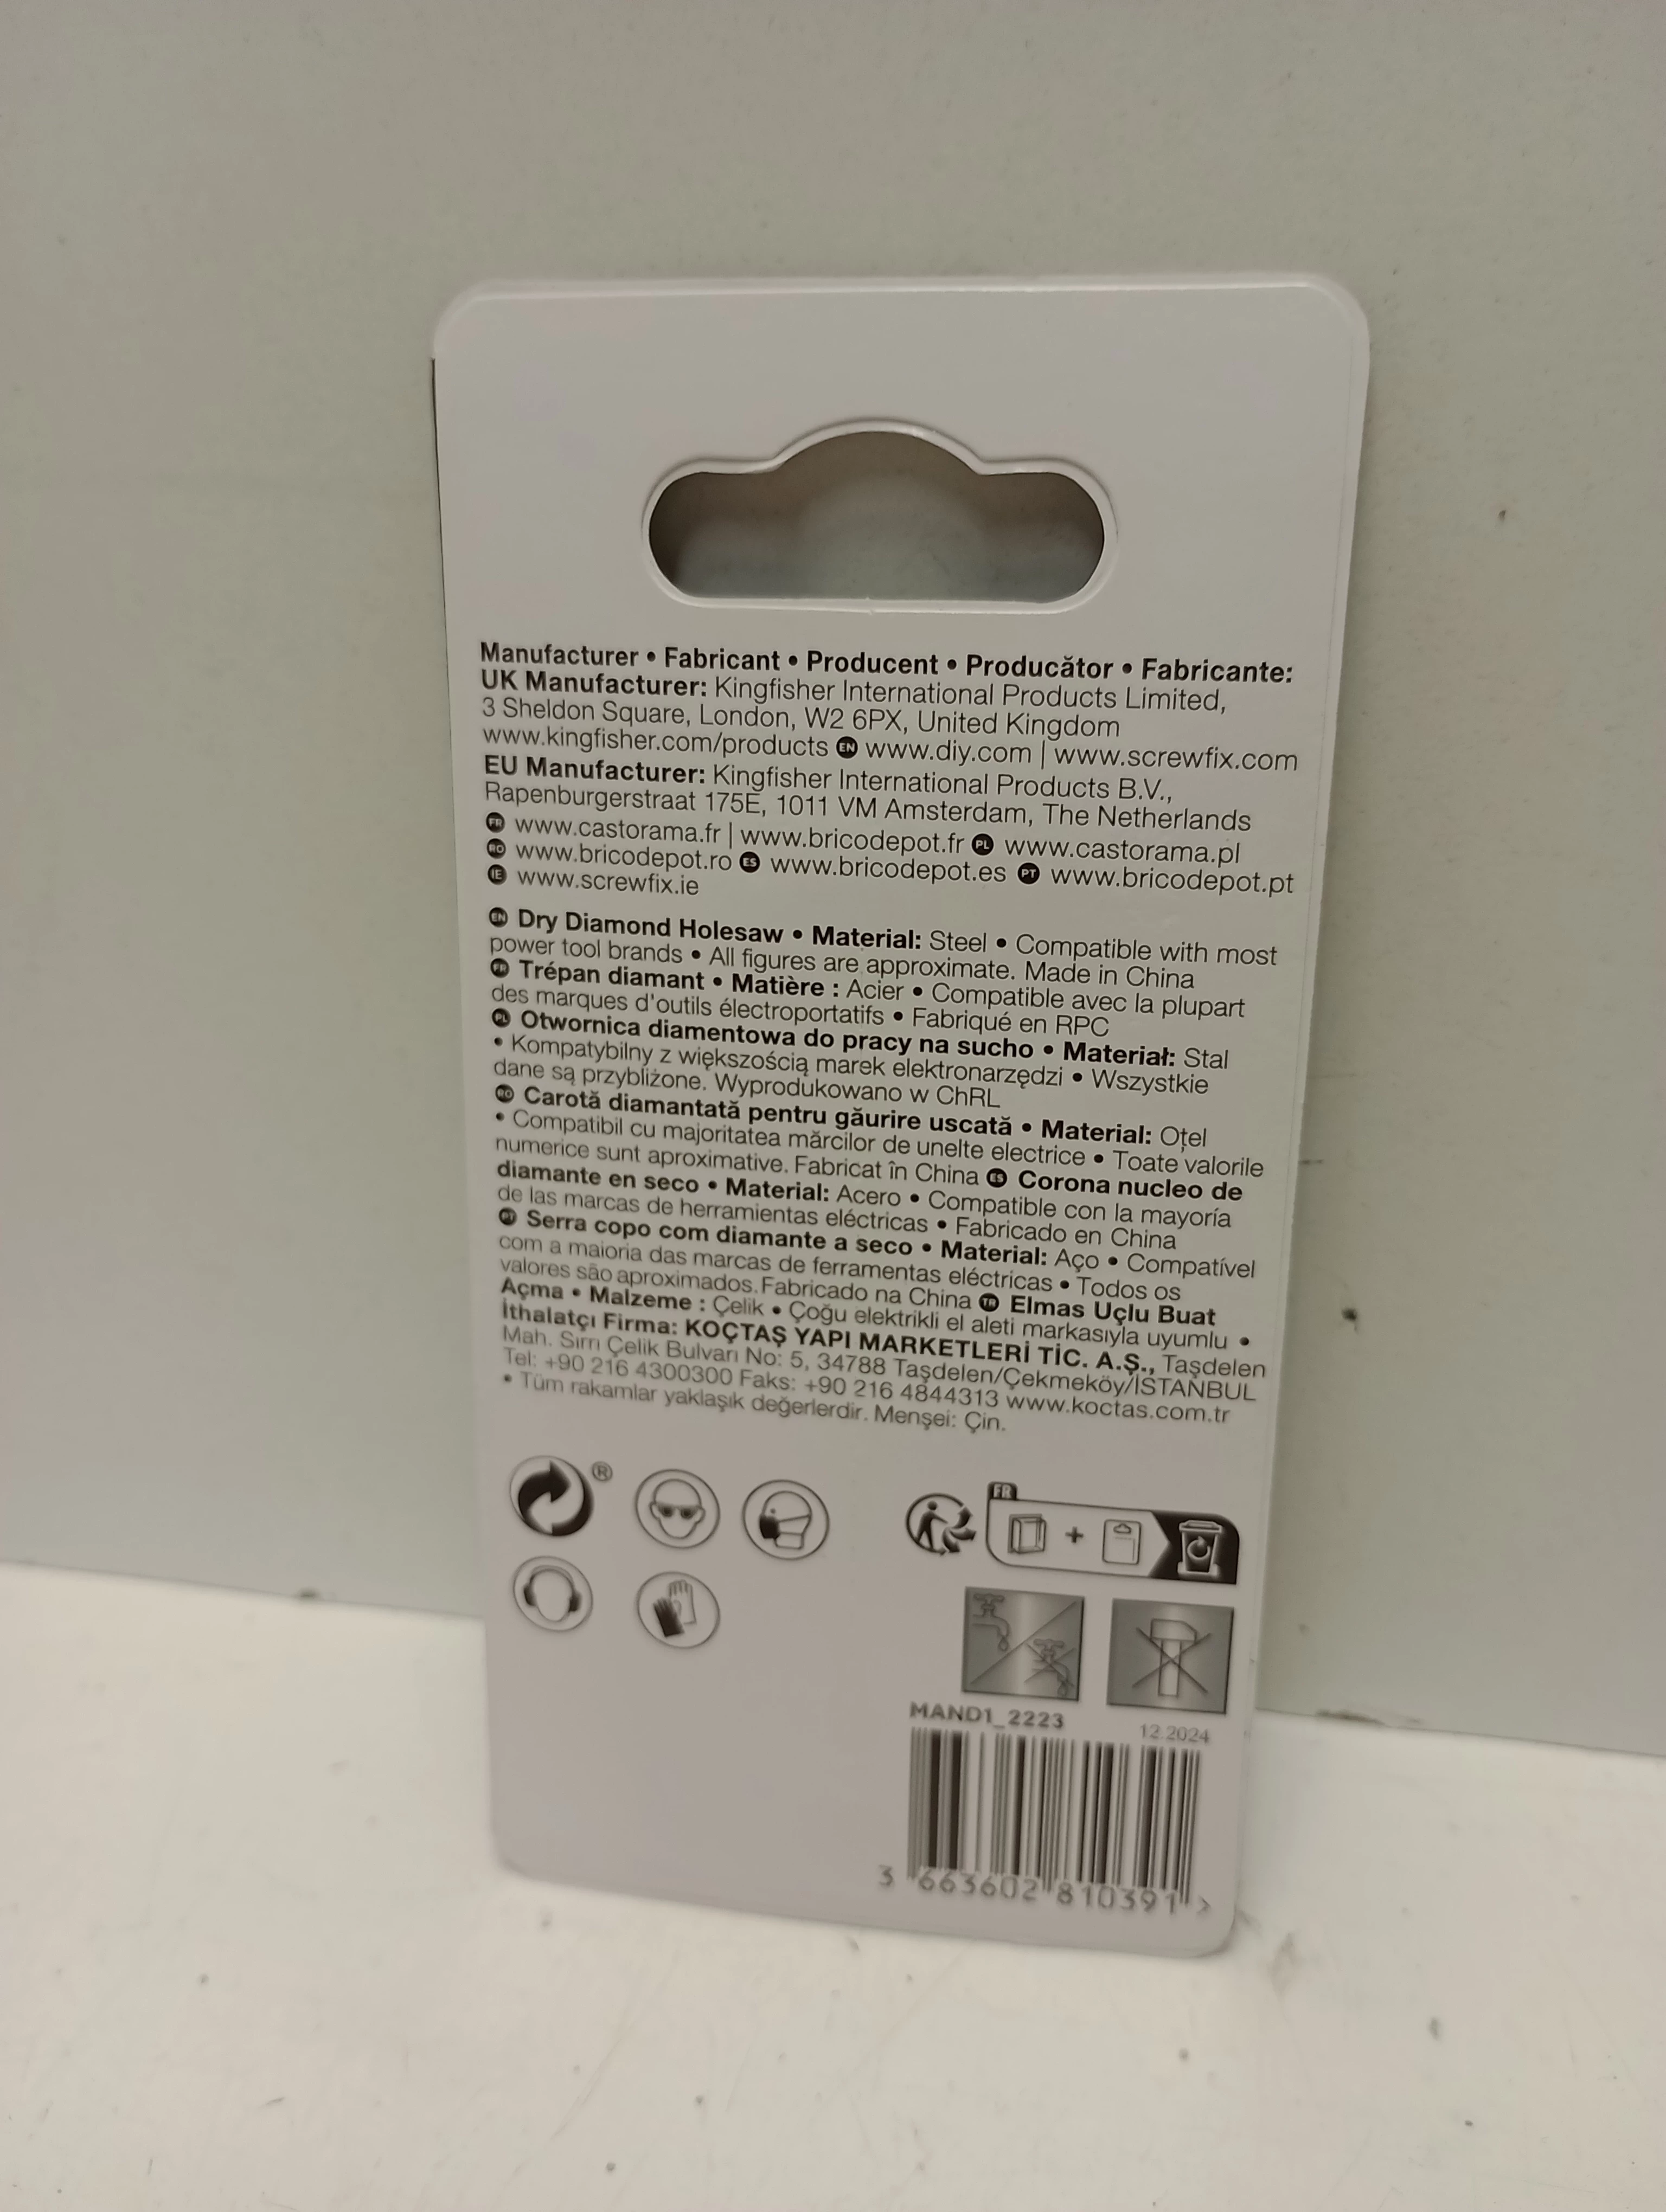 Manufacturer • Fabricant • Producent • Producător • Fabricante:
UK Manufacturer: Kingfisher International Products Limited,
3 Sheldon Square, London, W2 6PX, United Kingdom
www.kingfisher.com/products EN www.diy.com | www.screwfix.com
EU Manufacturer: Kingfisher International Products B.V.,
Rapenburgerstraat 175E, 1011 VM Amsterdam, The Netherlands
FR www.castorama.fr | www.bricodepot.fr PL www.castorama.pl
RO www.bricodepot.ro ES www.bricodepot.es PT www.bricodepot.pt
IE www.screwfix.ie
EN Dry Diamond Holesaw • Material: Steel • Compatible with most
power tool brands • All figures are approximate. Made in China
FR Trépan diamant • Matière : Acier • Compatible avec la plupart
des marques d'outils électroportatifs • Fabriqué en RPC
PL Otwornica diamentowa do pracy na sucho • Materiał: Stal
• Kompatybilny z większością marek elektronarzędzi • Wszystkie
dane są przybliżone. Wyprodukowano w ChRL
RO Carotă diamantată pentru găurire uscată • Material: Oțel
• Compatibil cu majoritatea mărcilor de unelte electrice • Toate valorile
numerice sunt aproximative. Fabricat în China ES Corona nucleo de
diamante en seco • Material: Acero • Compatible con la mayoría
de las marcas de herramientas eléctricas • Fabricado en China
PT Serra copo com diamante a seco • Material: Aço • Compatível
com a maioria das marcas de ferramentas eléctricas • Todos os
valores são aproximados. Fabricado na China TR Elmas Uçlu Buat
Açma • Malzeme : Çelik • Çoğu elektrikli el aleti markasıyla uyumlu •
İthalatçı Firma: KOÇTAŞ YAPI MARKETLERİ TİC. A.Ş., Taşdelen
Mah. Sırrı Çelik Bulvarı No: 5, 34788 Taşdelen/Çekmeköy/İSTANBUL
Tel: +90 216 4300300 Faks: +90 216 4844313 www.koctas.com.tr
• Tüm rakamlar yaklaşık değerlerdir. Menşei: Çin.
®
FR
MAND1_2223
12.2024
3 663602 810391 >